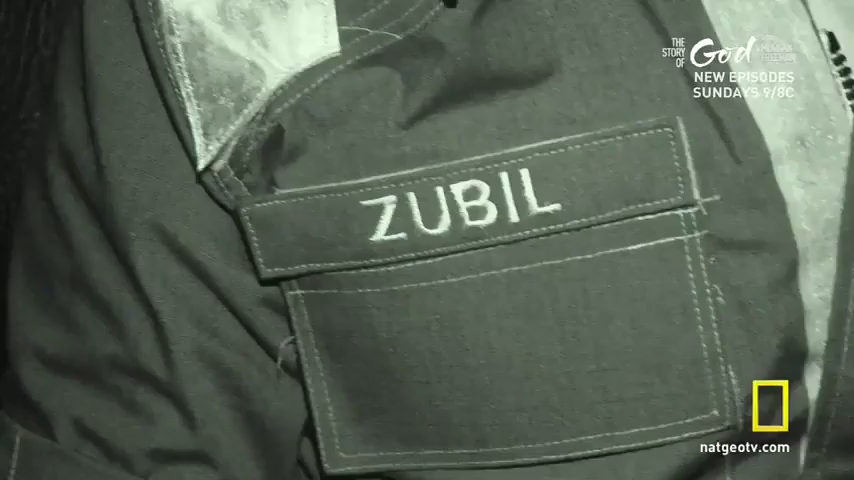 THE
STORY
OF
God
NEW EPISODES
SUNDAYS 9/8C
ZUBIL
natgeotv.com